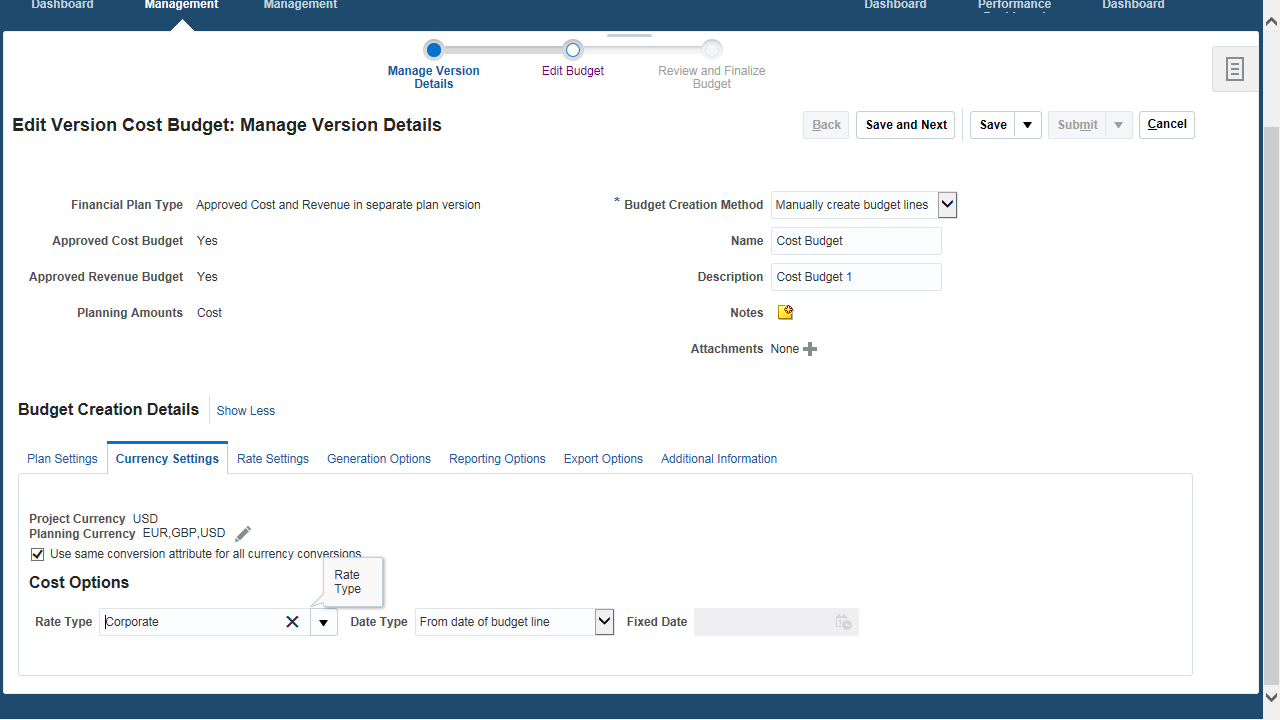 Dashboard Management Management Dashboard Performance Dashboard
Manage Version Details
Edit Budget
Review and Finalize Budget
Edit Version Cost Budget: Manage Version Details
Back Save and Next Save Submit Cancel
Financial Plan Type Approved Cost and Revenue in separate plan version
* Budget Creation Method Manually create budget lines
Approved Cost Budget Yes
Name Cost Budget
Approved Revenue Budget Yes
Description Cost Budget 1
Planning Amounts Cost
Notes
Attachments None
Budget Creation Details Show Less
Plan Settings Currency Settings Rate Settings Generation Options Reporting Options Export Options Additional Information
Project Currency USD
Planning Currency EUR,GBP,USD
Use same conversion attribute for all currency conversions
Rate Type
Cost Options
Rate Type Corporate Date Type From date of budget line Fixed Date